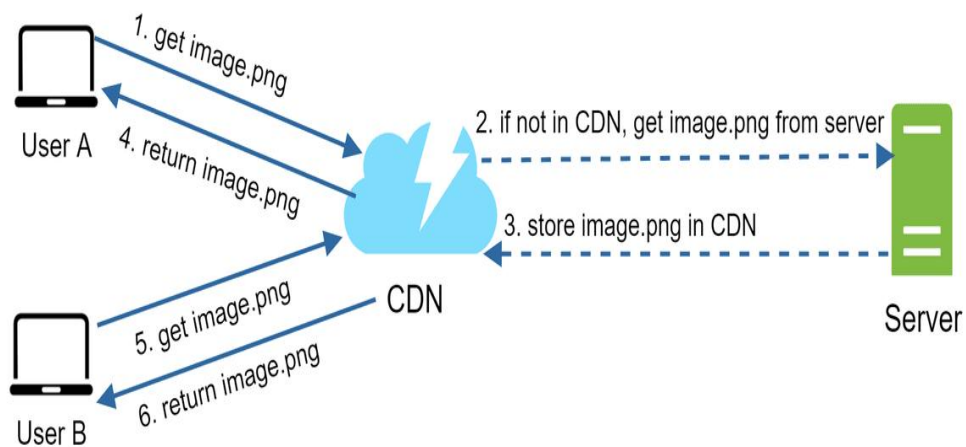 1. get image.png
User A
4. return image.png
2. if not in CDN, get image.png from server
3. store image.png in CDN
CDN
Server
5. get image.png
6. return image.png
User B